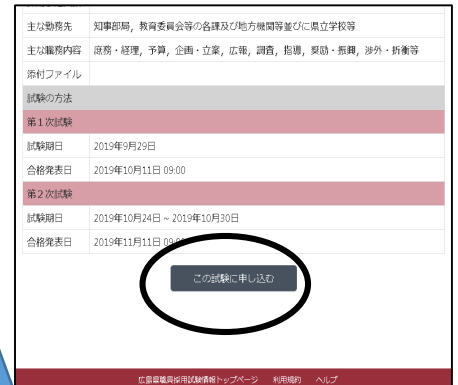 主な勤務先 知事部局，教育委員会等の各課及び地方機関等並びに県立学校等
主な職務内容 庶務・経理，予算，企画・立案，広報，調査，指導，奨励・振興，渉外・折衝等
添付ファイル
試験の方法
第1次試験
試験期日 2019年9月29日
合格発表日 2019年10月11日 09:00
第2次試験
試験期日 2019年10月24日 ~ 2019年10月30日
合格発表日 2019年11月11日
この試験に申し込む
広島県職員採用試験情報トップページ 利用規約 ヘルプ